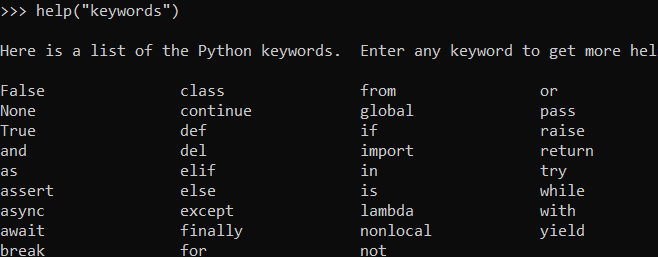 >>> help("keywords")
Here is a list of the Python keywords.  Enter any keyword to get more hel
False               class               from                or
None                continue            global              pass
True                def                 if                  raise
and                 del                 import              return
as                  elif                in                  try
assert              else                is                  while
async               except              lambda              with
await               finally             nonlocal            yield
break               for                 not